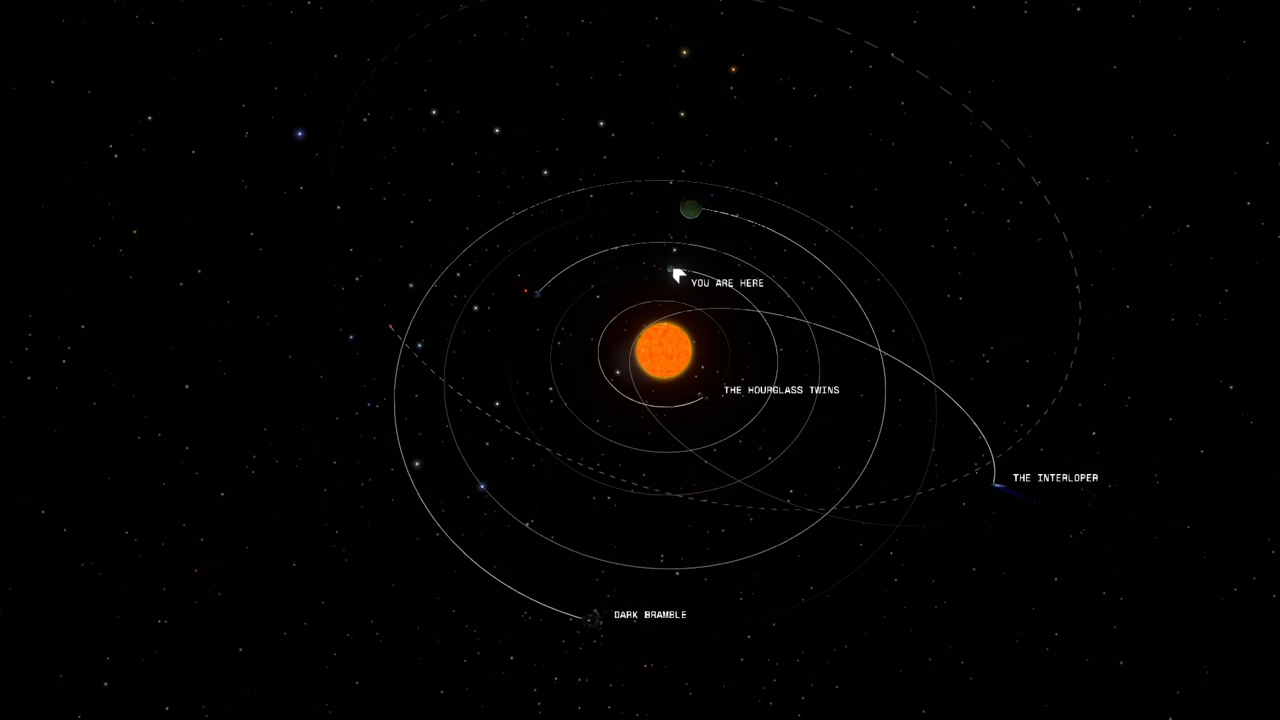 YOU ARE HERE
THE HOURGLASS TWINS
THE INTERLOPER
DARK BRAMBLE